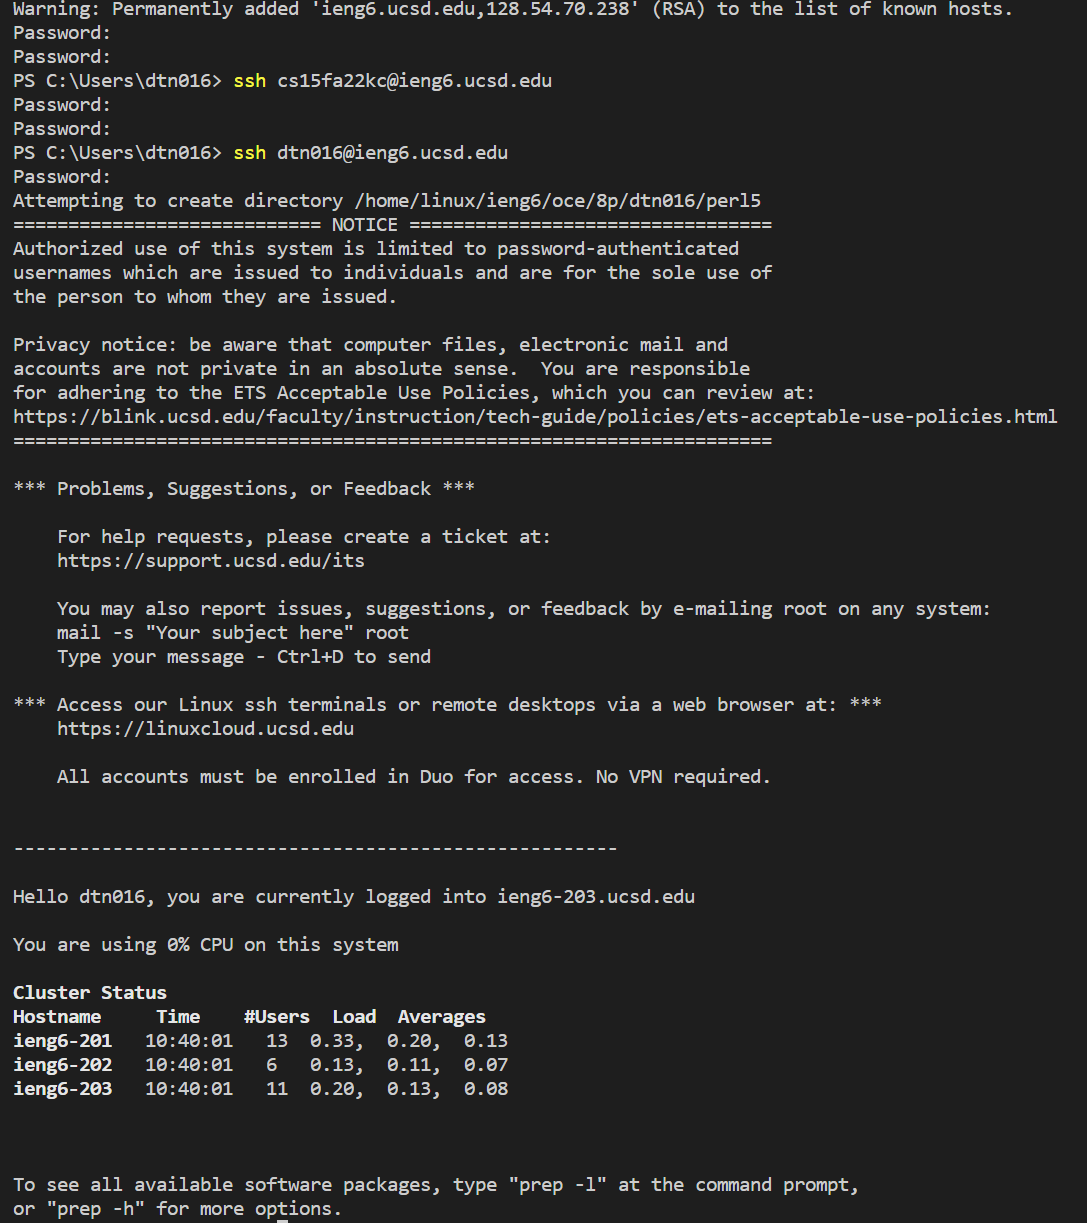 Warning: Permanently added 'ieng6.ucsd.edu,128.54.70.238' (RSA) to the list of known hosts.
Password:
Password:
PS C:\Users\dtn016> ssh cs15fa22kc@ieng6.ucsd.edu
Password:
Password:
PS C:\Users\dtn016> ssh dtn016@ieng6.ucsd.edu
Password:
Attempting to create directory /home/linux/ieng6/oce/8p/dtn016/perl5
============================ NOTICE =================================
Authorized use of this system is limited to password-authenticated
usernames which are issued to individuals and are for the sole use of
the person to whom they are issued.

Privacy notice: be aware that computer files, electronic mail and
accounts are not private in an absolute sense.  You are responsible
for adhering to the ETS Acceptable Use Policies, which you can review at:
https://blink.ucsd.edu/faculty/instruction/tech-guide/policies/ets-acceptable-use-policies.html
=====================================================================

*** Problems, Suggestions, or Feedback ***

    For help requests, please create a ticket at:
    https://support.ucsd.edu/its

    You may also report issues, suggestions, or feedback by e-mailing root on any system:
    mail -s "Your subject here" root
    Type your message - Ctrl+D to send

*** Access our Linux ssh terminals or remote desktops via a web browser at: ***
    https://linuxcloud.ucsd.edu

    All accounts must be enrolled in Duo for access. No VPN required.

-------------------------------------------------------

Hello dtn016, you are currently logged into ieng6-203.ucsd.edu

You are using 0% CPU on this system

Cluster Status
Hostname     Time    #Users  Load  Averages
ieng6-201   10:40:01   13  0.33,  0.20,  0.13
ieng6-202   10:40:01   6   0.13,  0.11,  0.07
ieng6-203   10:40:01   11  0.20,  0.13,  0.08

To see all available software packages, type "prep -l" at the command prompt,
or "prep -h" for more options.